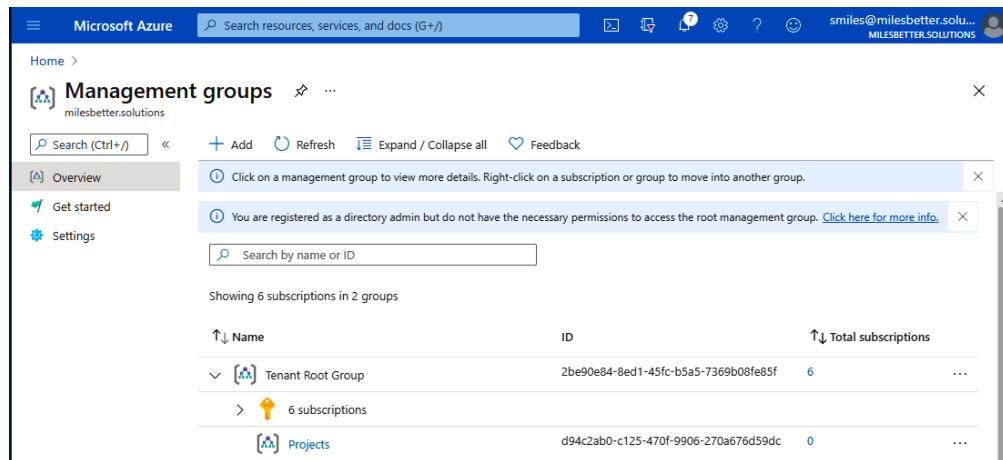 Microsoft Azure
Search resources, services, and docs (G+/)
7
smiles@milesbetter.solu...
MILESBETTER.SOLUTIONS
Home >
Management groups
milesbetter.solutions
Search (Ctrl+/)
Add
Refresh
Expand / Collapse all
Feedback
Overview
Get started
Settings
Click on a management group to view more details. Right-click on a subscription or group to move into another group.
You are registered as a directory admin but do not have the necessary permissions to access the root management group. Click here for more info.
Search by name or ID
Showing 6 subscriptions in 2 groups
Name ID Total subscriptions
Tenant Root Group 2be90e84-8ed1-45fc-b5a5-7369b08fe85f 6
6 subscriptions
Projects d94c2ab0-c125-470f-9906-270a676d59dc 0